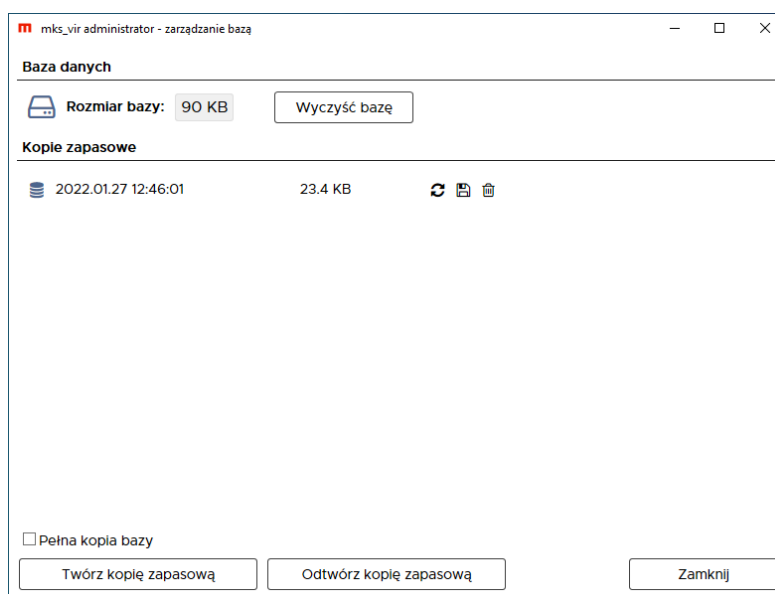 mks_vir administrator - zarządzanie bazą
Baza danych
Rozmiar bazy: 90 KB Wyczyść bazę
Kopie zapasowe
2022.01.27 12:46:01 23.4 KB
Pełna kopia bazy
Twórz kopię zapasową Odtwórz kopię zapasową Zamknij